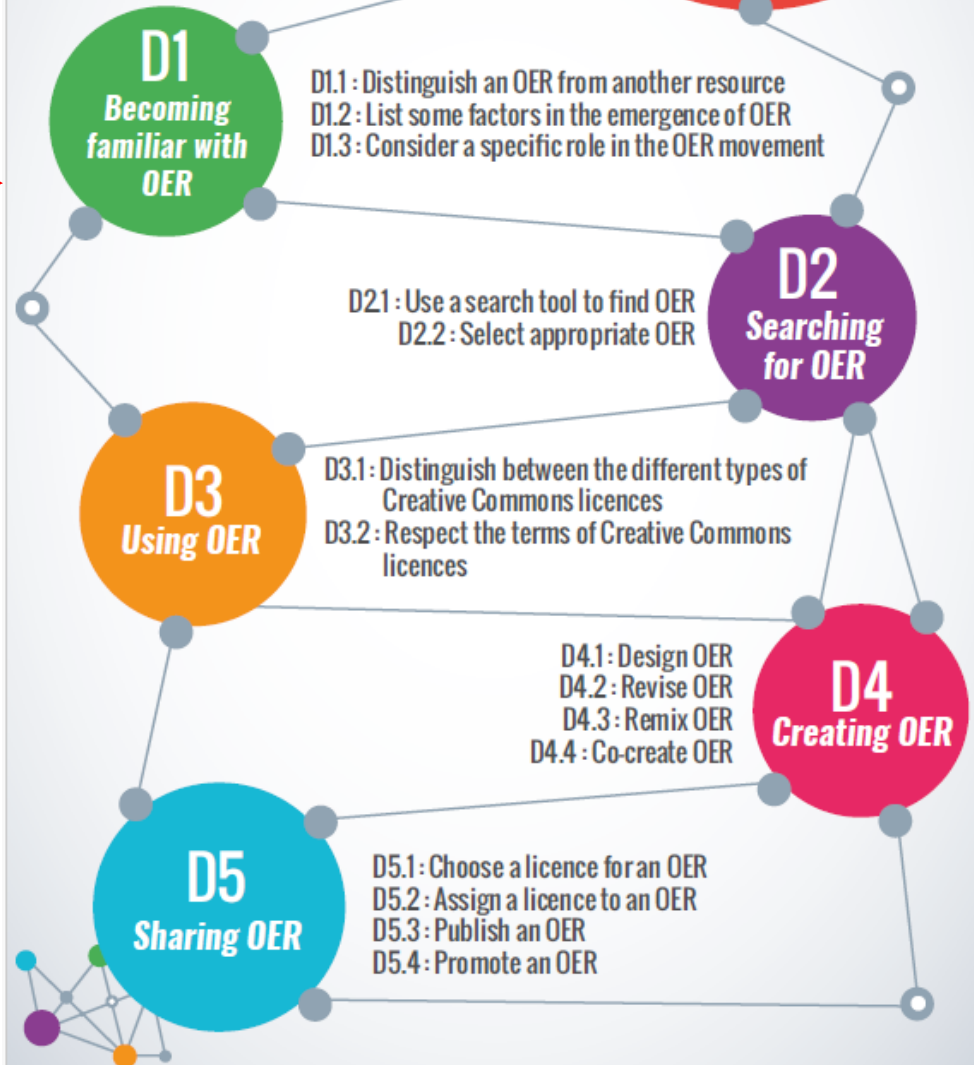 D1
Becoming
familiar with
OER
D1.1 : Distinguish an OER from another resource
D1.2 : List some factors in the emergence of OER
D1.3 : Consider a specific role in the OER movement
D2
Searching
for OER
D2.1 : Use a search tool to find OER
D2.2 : Select appropriate OER
D3
Using OER
D3.1 : Distinguish between the different types of
Creative Commons licences
D3.2 : Respect the terms of Creative Commons
licences
D4
Creating OER
D4.1 : Design OER
D4.2 : Revise OER
D4.3 : Remix OER
D4.4 : Co-create OER
D5
Sharing OER
D5.1 : Choose a licence for an OER
D5.2 : Assign a licence to an OER
D5.3 : Publish an OER
D5.4 : Promote an OER